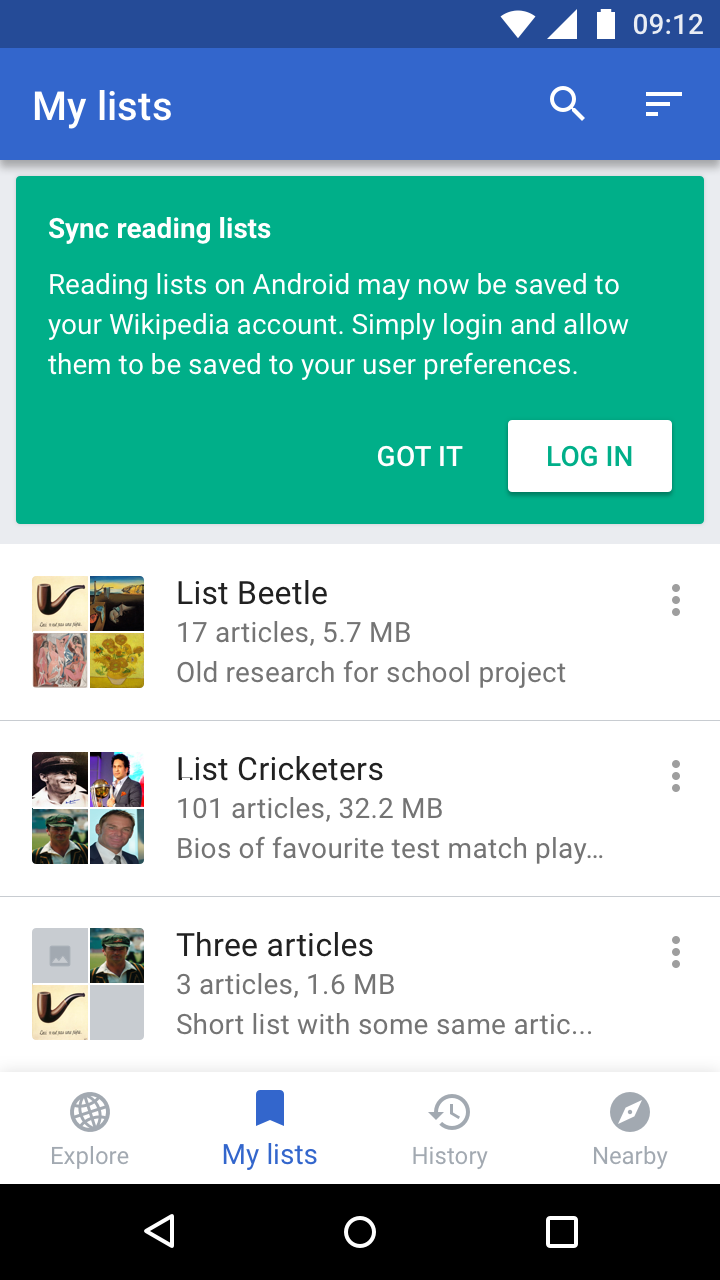 09:12
My lists
Sync reading lists
Reading lists on Android may now be saved to
your Wikipedia account. Simply login and allow
them to be saved to your user preferences.
GOT IT LOG IN
List Beetle
17 articles, 5.7 MB
Old research for school project
List Cricketers
101 articles, 32.2 MB
Bios of favourite test match play...
Three articles
3 articles, 1.6 MB
Short list with some same artic...
Explore My lists History Nearby